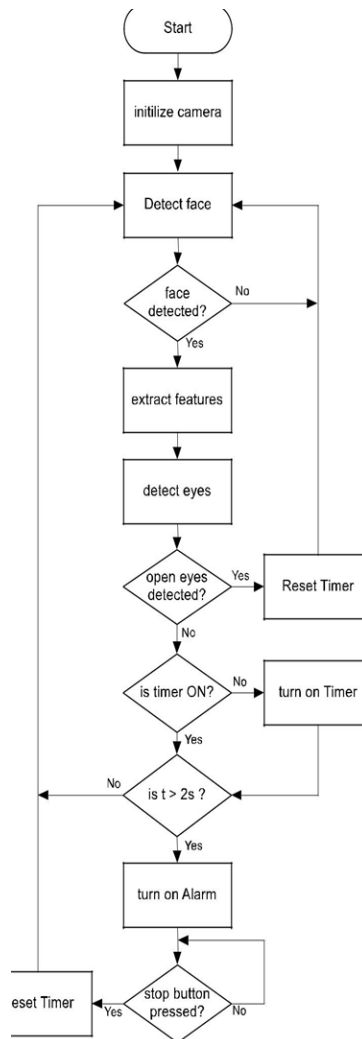 Start
initilize camera
Detect face
face
detected?
No
Yes
extract features
detect eyes
open eyes
detected?
Yes
Reset Timer
No
is timer ON?
No
turn on Timer
Yes
No
is t > 2s ?
Yes
turn on Alarm
eset Timer
Yes
stop button
pressed?
No